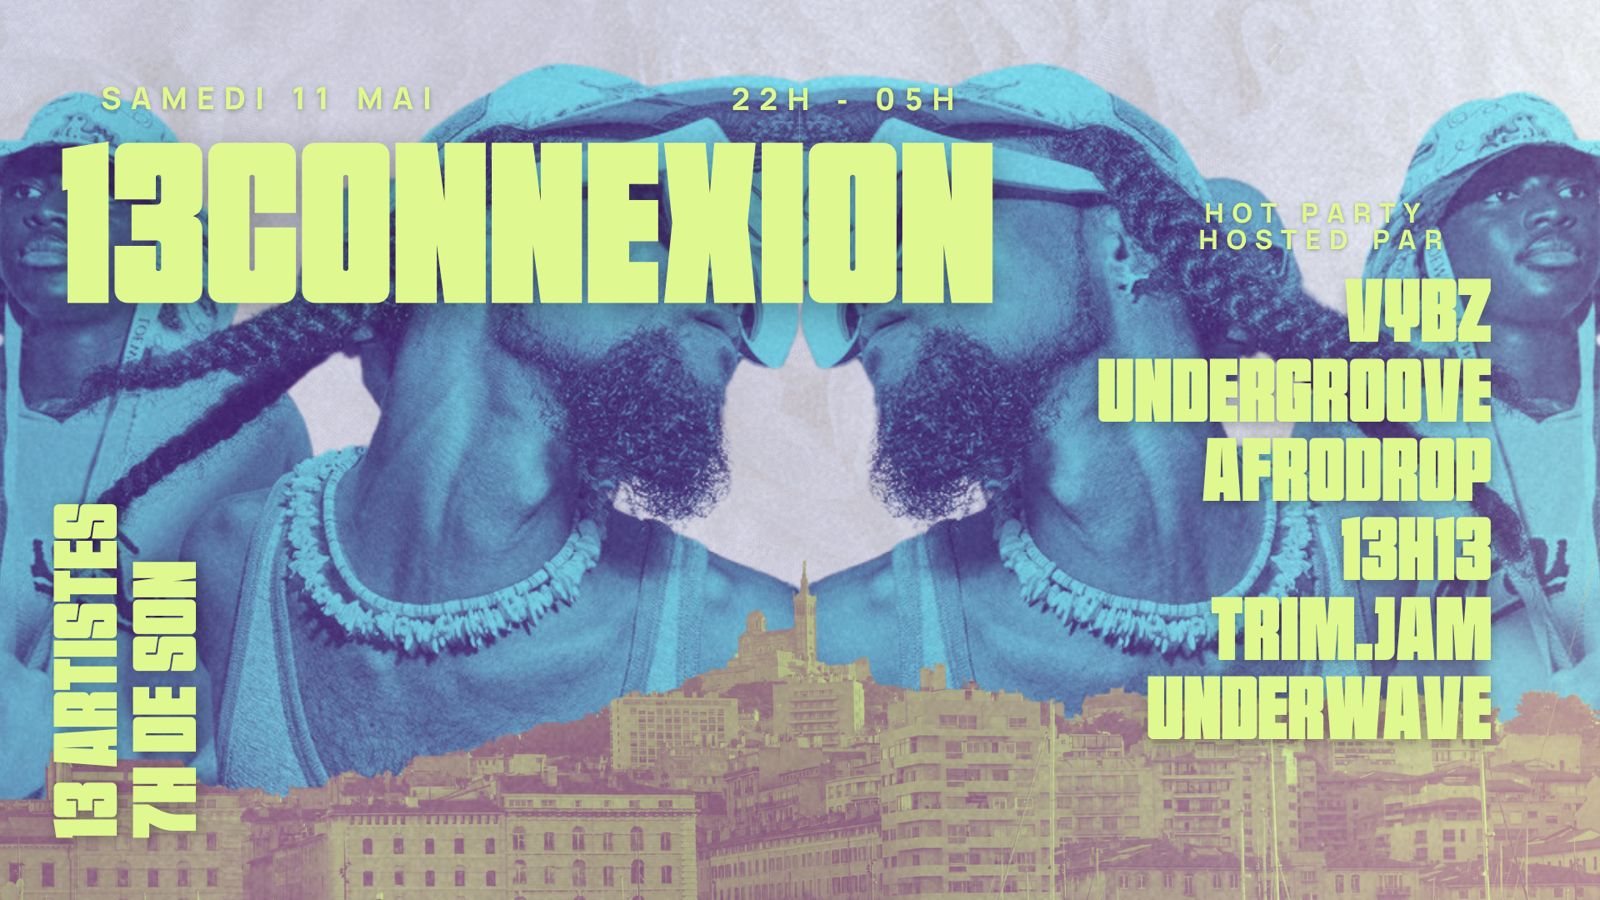 SAMEDI 11 MAI
22H - 05H
13CONNEXION
HOT PARTY
HOSTED PAR
VYBZ
UNDERGROOVE
AFRODROP
13H13
TRIM.JAM
UNDERWAVE
13 ARTISTES
7H DE SON